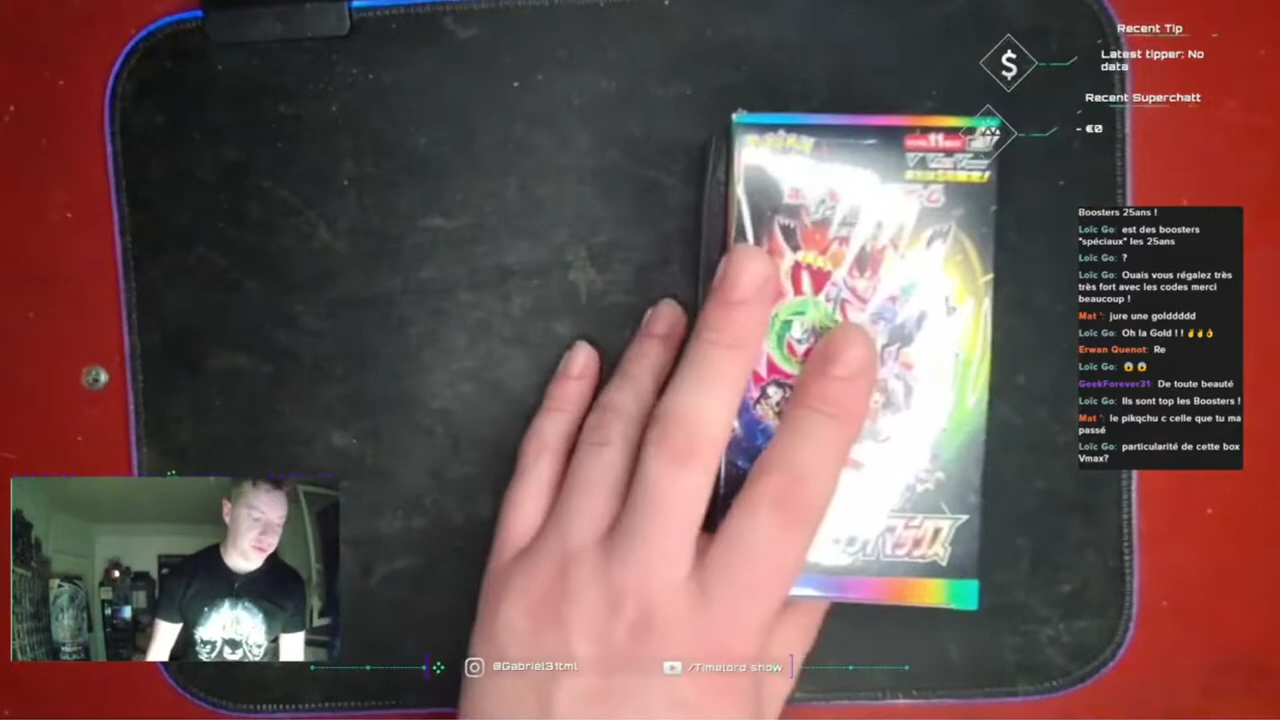 Recent Tip
Latest tipper: No
data
Recent Superchatt
- €0
Boosters 25ans !
Loïc Go: est des boosters
"spéciaux" les 25ans
Loïc Go: ?
Loïc Go: Ouais vous régalez très
très fort avec les codes merci
beaucoup !
Mat ': jure une golddddd
Loïc Go: Oh la Gold ! ! ✌️✌️👌
Erwan Quenot: Re
Loïc Go: 😱 😱
GeekForever31: De toute beauté
Loïc Go: Ils sont top les Boosters !
Mat ': le pikqchu c celle que tu ma
passé
Loïc Go: particularité de cette box
Vmax?
@Gabriel31tml
/Timelord show